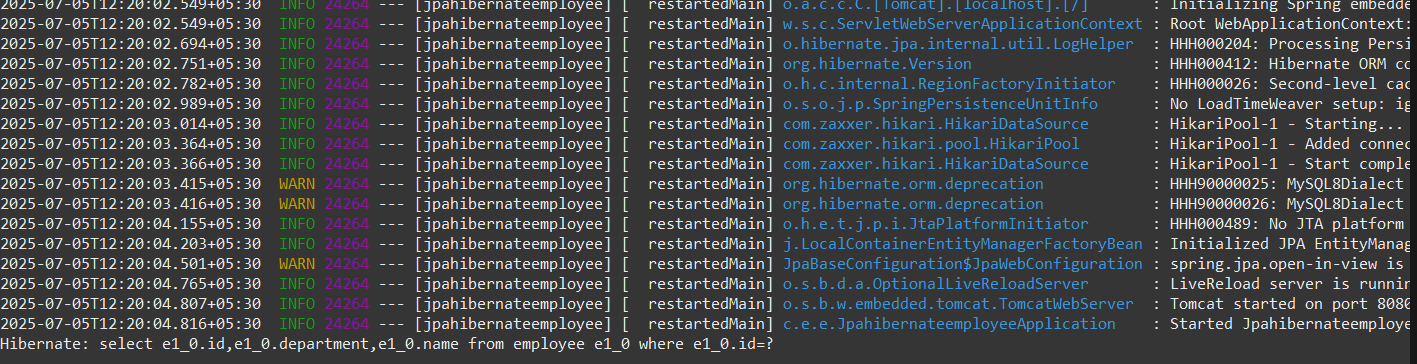 2025-07-05T12:20:02.549+05:30  INFO 24264 --- [jpahibernateemployee] [  restartedMain] o.a.c.c.C.[Tomcat].[localhost].[/]       : Initializing Spring embedde
2025-07-05T12:20:02.549+05:30  INFO 24264 --- [jpahibernateemployee] [  restartedMain] w.s.c.ServletWebServerApplicationContext : Root WebApplicationContext:
2025-07-05T12:20:02.694+05:30  INFO 24264 --- [jpahibernateemployee] [  restartedMain] o.hibernate.jpa.internal.util.LogHelper  : HHH000204: Processing Persi
2025-07-05T12:20:02.751+05:30  INFO 24264 --- [jpahibernateemployee] [  restartedMain] org.hibernate.Version                    : HHH000412: Hibernate ORM co
2025-07-05T12:20:02.782+05:30  INFO 24264 --- [jpahibernateemployee] [  restartedMain] o.h.c.internal.RegionFactoryInitiator    : HHH000026: Second-level cac
2025-07-05T12:20:02.989+05:30  INFO 24264 --- [jpahibernateemployee] [  restartedMain] o.s.o.j.p.SpringPersistenceUnitInfo      : No LoadTimeWeaver setup: ig
2025-07-05T12:20:03.014+05:30  INFO 24264 --- [jpahibernateemployee] [  restartedMain] com.zaxxer.hikari.HikariDataSource       : HikariPool-1 - Starting...
2025-07-05T12:20:03.364+05:30  INFO 24264 --- [jpahibernateemployee] [  restartedMain] com.zaxxer.hikari.pool.HikariPool        : HikariPool-1 - Added connec
2025-07-05T12:20:03.366+05:30  INFO 24264 --- [jpahibernateemployee] [  restartedMain] com.zaxxer.hikari.HikariDataSource       : HikariPool-1 - Start comple
2025-07-05T12:20:03.415+05:30  WARN 24264 --- [jpahibernateemployee] [  restartedMain] org.hibernate.orm.deprecation            : HHH90000025: MySQL8Dialect
2025-07-05T12:20:03.416+05:30  WARN 24264 --- [jpahibernateemployee] [  restartedMain] org.hibernate.orm.deprecation            : HHH90000026: MySQL8Dialect
2025-07-05T12:20:04.155+05:30  INFO 24264 --- [jpahibernateemployee] [  restartedMain] o.h.e.t.j.p.i.JtaPlatformInitiator       : HHH000489: No JTA platform
2025-07-05T12:20:04.203+05:30  INFO 24264 --- [jpahibernateemployee] [  restartedMain] j.LocalContainerEntityManagerFactoryBean : Initialized JPA EntityManag
2025-07-05T12:20:04.501+05:30  WARN 24264 --- [jpahibernateemployee] [  restartedMain] JpaBaseConfiguration$JpaWebConfiguration : spring.jpa.open-in-view is
2025-07-05T12:20:04.765+05:30  INFO 24264 --- [jpahibernateemployee] [  restartedMain] o.s.b.d.a.OptionalLiveReloadServer       : LiveReload server is runnin
2025-07-05T12:20:04.807+05:30  INFO 24264 --- [jpahibernateemployee] [  restartedMain] o.s.b.w.embedded.tomcat.TomcatWebServer  : Tomcat started on port 8080
2025-07-05T12:20:04.816+05:30  INFO 24264 --- [jpahibernateemployee] [  restartedMain] c.e.e.JpahibernateemployeeApplication    : Started Jpahibernateemploye
Hibernate: select e1_0.id,e1_0.department,e1_0.name from employee e1_0 where e1_0.id=?